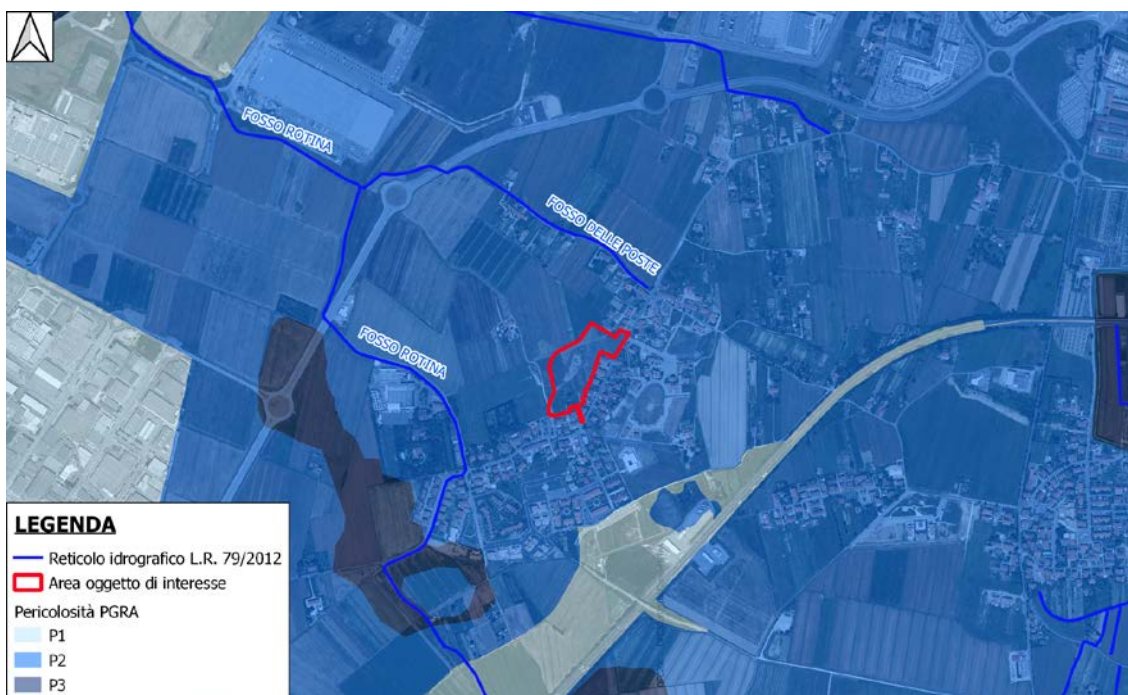 FOSSO ROTINA
FOSSO DELLE POSTE
FOSSO ROTINA
LEGENDA
Reticolo idrografico L.R. 79/2012
Area oggetto di interesse
Pericolosità PGRA
P1
P2
P3